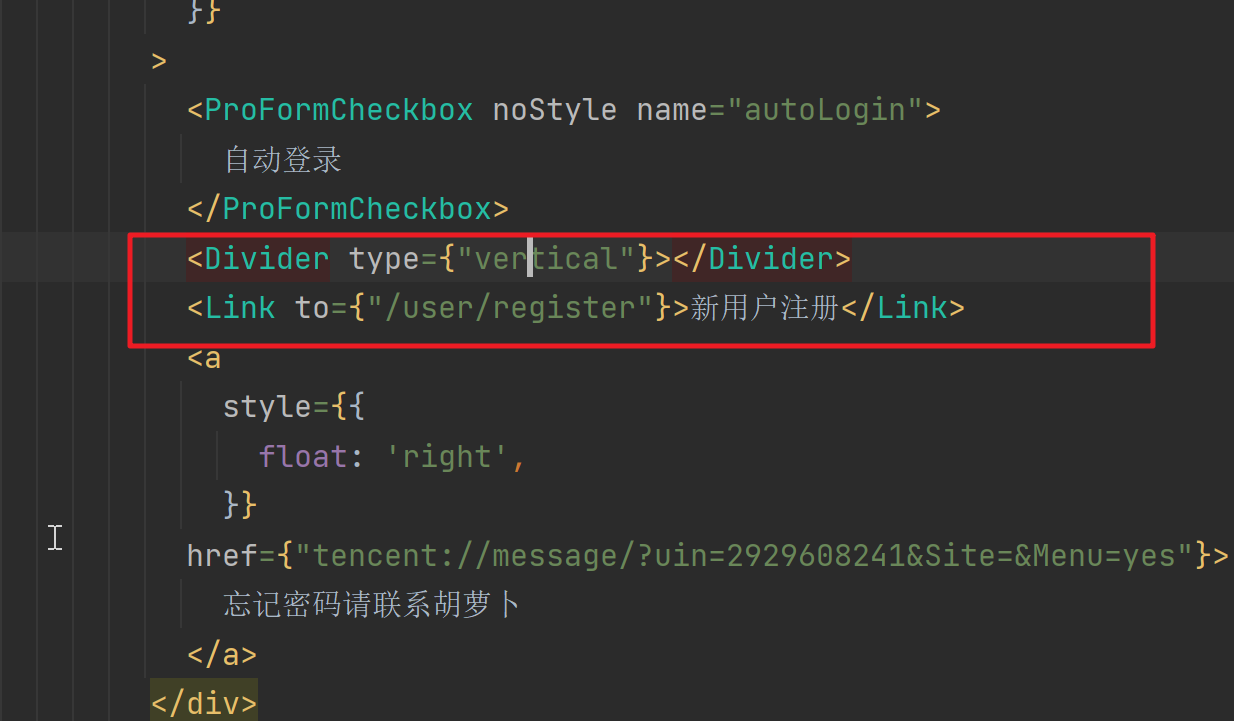 }}
>
<ProFormCheckbox noStyle name="autoLogin">
自动登录
</ProFormCheckbox>
<Divider type={"vertical"}></Divider>
<Link to={"/user/register"}>新用户注册</Link>
<a
style={{
float: 'right',
}}
href={"tencent://message/?uin=2929608241&Site=&Menu=yes"}>
忘记密码请联系胡萝卜
</a>
</div>